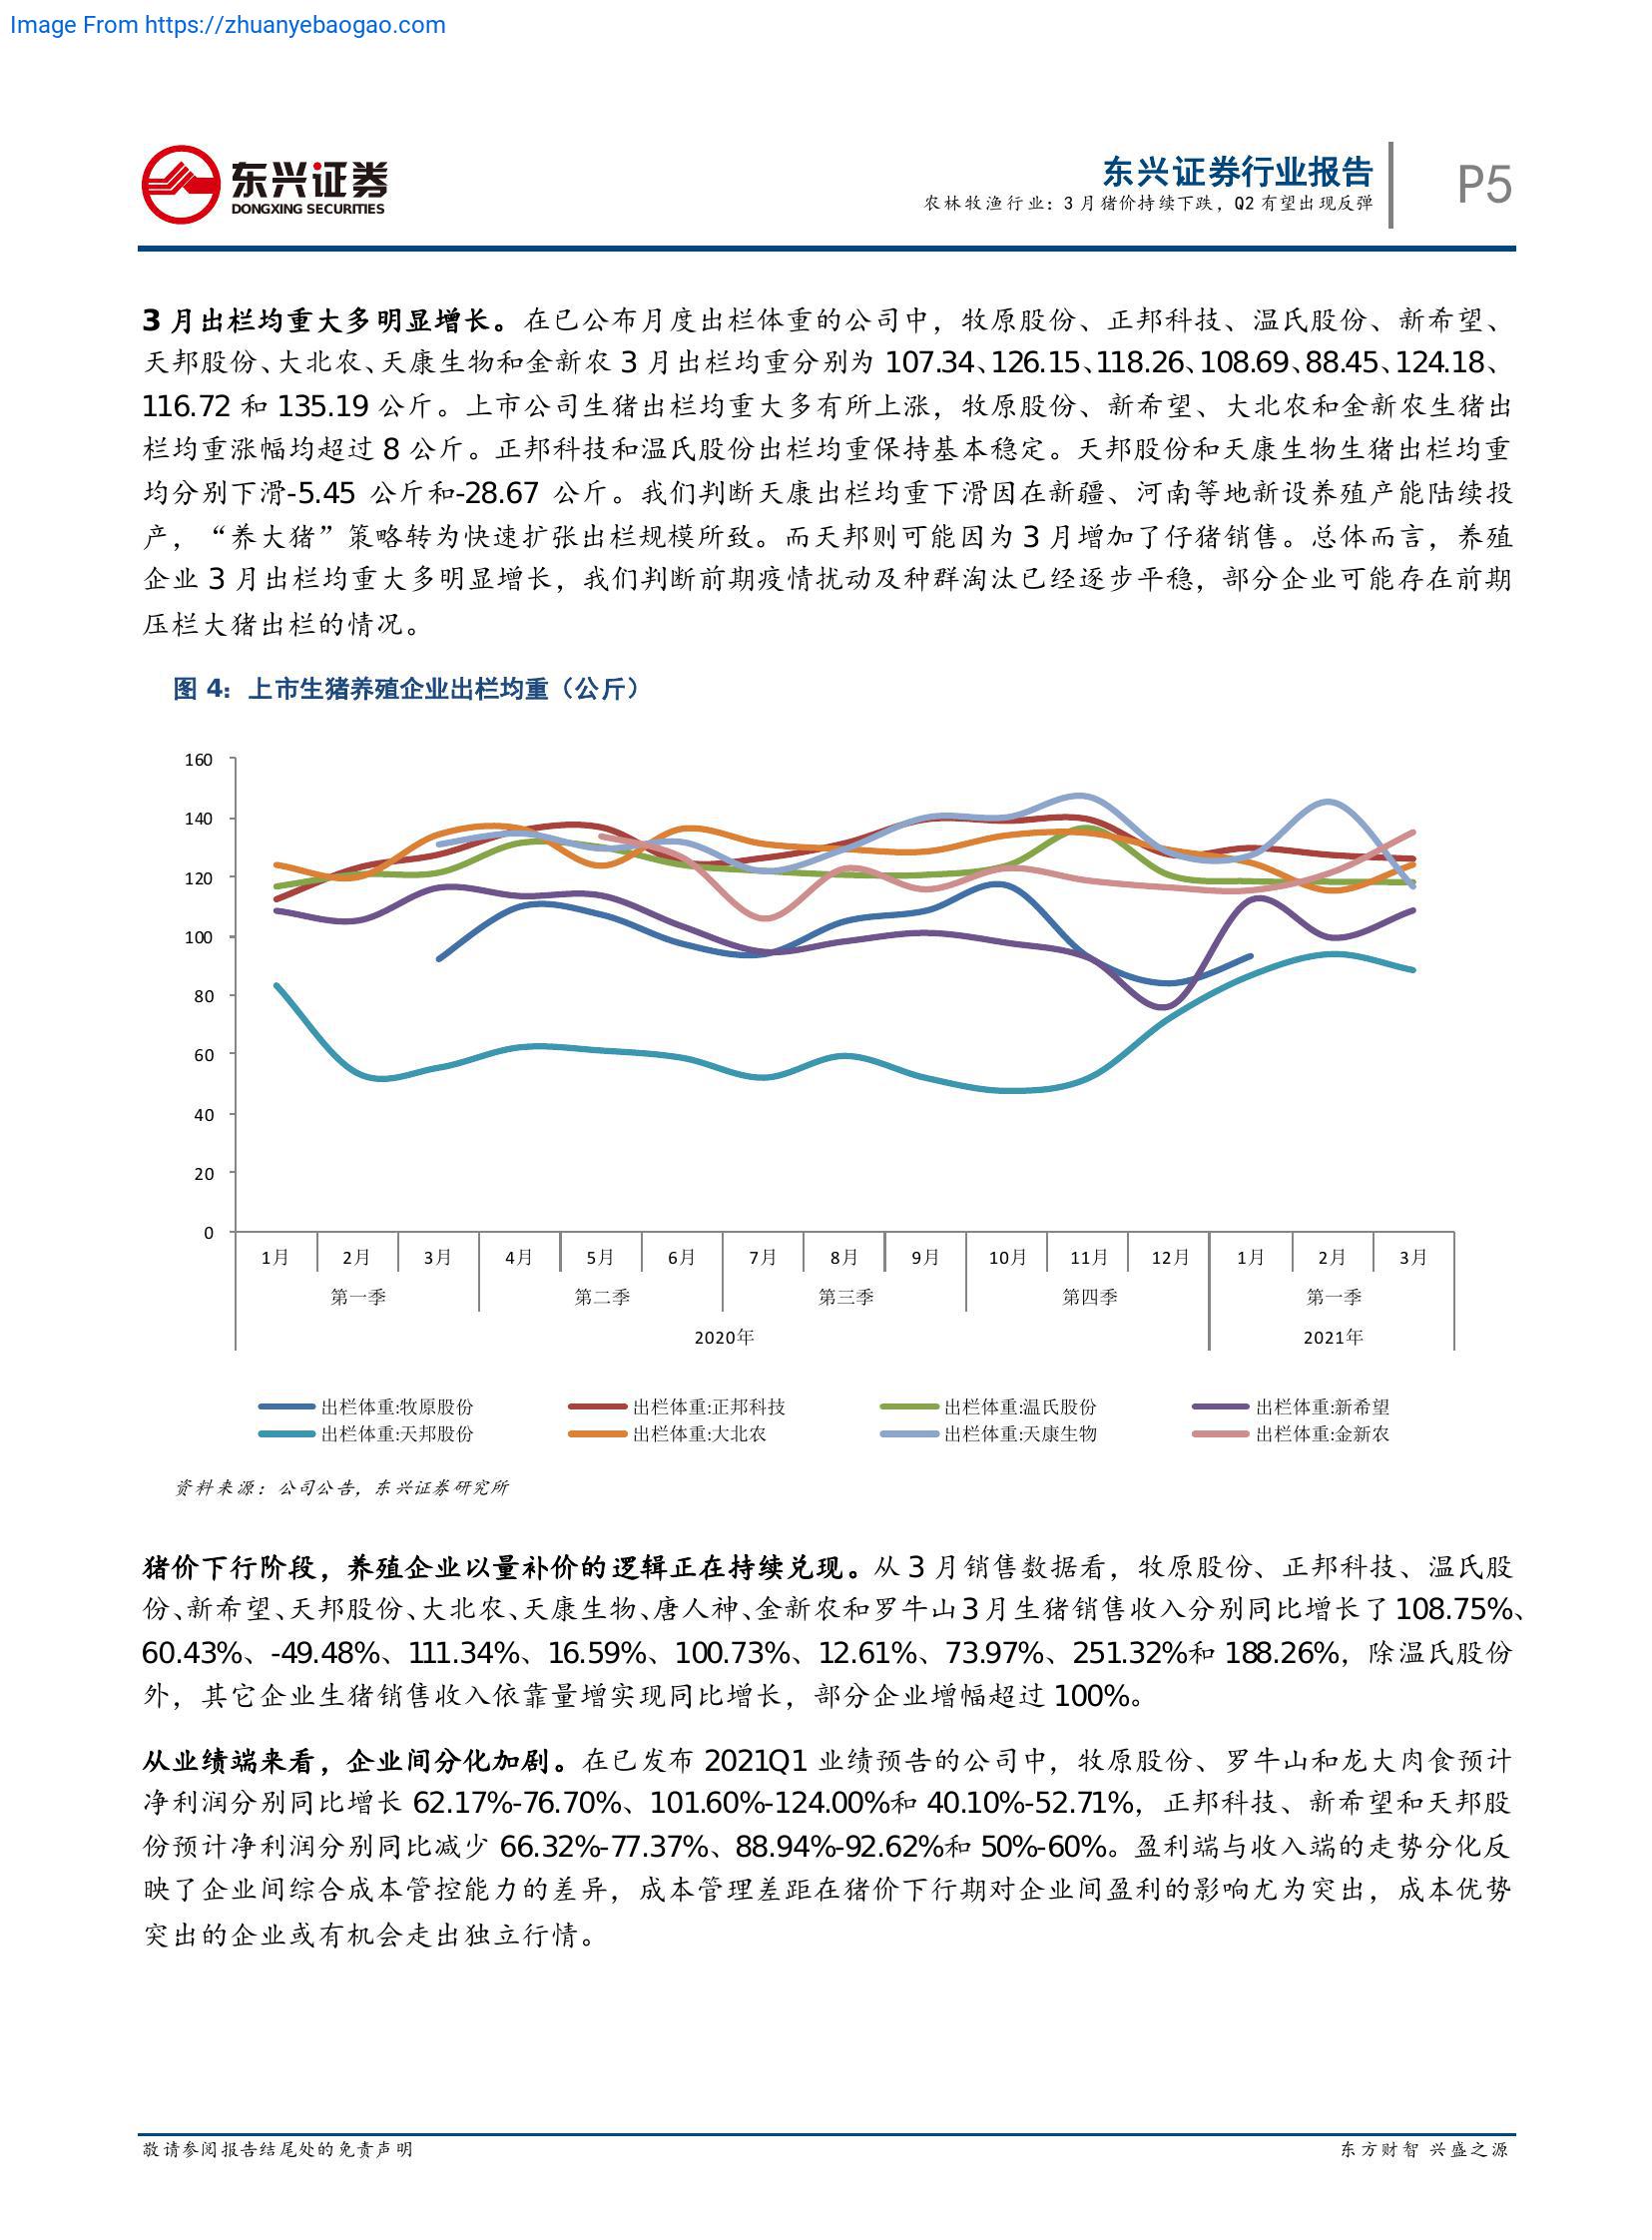 Image From https://zhuanyebaogao.com
东兴证券
DONGXING SECURITIES
东兴证券行业报告
农林牧渔行业：3 月猪价持续下跌，Q2 有望出现反弹
P5
3 月出栏均重大多明显增长。在已公布月度出栏体重的公司中，牧原股份、正邦科技、温氏股份、新希望、
天邦股份、大北农、天康生物和金新农 3 月出栏均重分别为 107.34、126.15、118.26、108.69、88.45、124.18、
116.72 和 135.19 公斤。上市公司生猪出栏均重大多有所上涨，牧原股份、新希望、大北农和金新农生猪出
栏均重涨幅均超过 8 公斤。正邦科技和温氏股份出栏均重保持基本稳定。天邦股份和天康生物生猪出栏均重
均分别下滑-5.45 公斤和-28.67 公斤。我们判断天康出栏均重下滑因在新疆、河南等地新设养殖产能陆续投
产，“养大猪”策略转为快速扩张出栏规模所致。而天邦则可能因为 3 月增加了仔猪销售。总体而言，养殖
企业 3 月出栏均重大多明显增长，我们判断前期疫情扰动及种群淘汰已经逐步平稳，部分企业可能存在前期
压栏大猪出栏的情况。
图 4：上市生猪养殖企业出栏均重（公斤）
160
140
120
100
80
60
40
20
0
1月 2月 3月 4月 5月 6月 7月 8月 9月 10月 11月 12月 1月 2月 3月
第一季 第二季 第三季 第四季 第一季
2020年 2021年
出栏体重:牧原股份 出栏体重:正邦科技 出栏体重:温氏股份 出栏体重:新希望
出栏体重:天邦股份 出栏体重:大北农 出栏体重:天康生物 出栏体重:金新农
资料来源：公司公告，东兴证券研究所
猪价下行阶段，养殖企业以量补价的逻辑正在持续兑现。从 3 月销售数据看，牧原股份、正邦科技、温氏股
份、新希望、天邦股份、大北农、天康生物、唐人神、金新农和罗牛山 3 月生猪销售收入分别同比增长了 108.75%、
60.43%、-49.48%、111.34%、16.59%、100.73%、12.61%、73.97%、251.32%和 188.26%，除温氏股份
外，其它企业生猪销售收入依靠量增实现同比增长，部分企业增幅超过 100%。
从业绩端来看，企业间分化加剧。在已发布 2021Q1 业绩预告的公司中，牧原股份、罗牛山和龙大肉食预计
净利润分别同比增长 62.17%-76.70%、101.60%-124.00%和 40.10%-52.71%，正邦科技、新希望和天邦股
份预计净利润分别同比减少 66.32%-77.37%、88.94%-92.62%和 50%-60%。盈利端与收入端的走势分化反
映了企业间综合成本管控能力的差异，成本管理差距在猪价下行期对企业间盈利的影响尤为突出，成本优势
突出的企业或有机会走出独立行情。
敬请参阅报告结尾处的免责声明
东方财智 兴盛之源